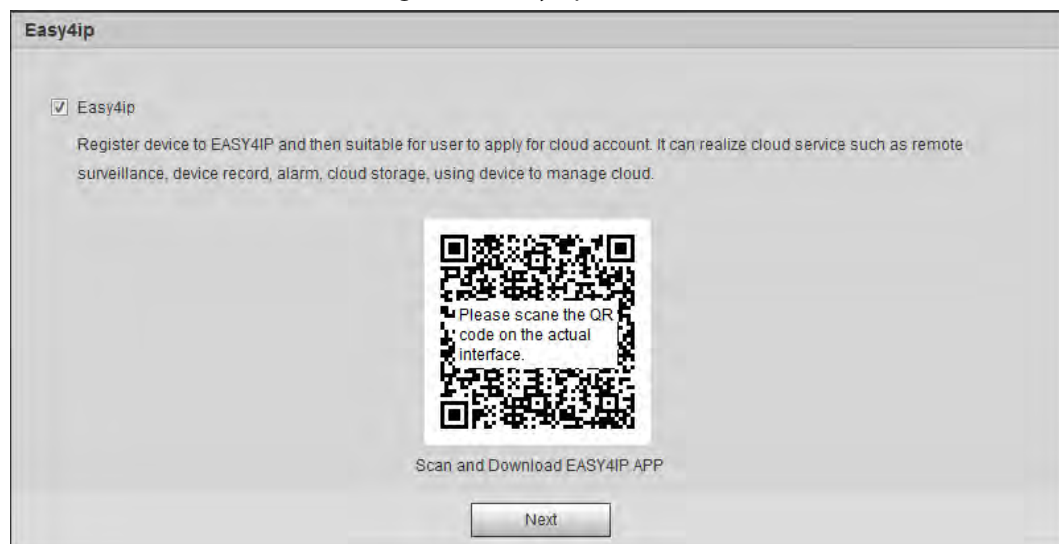 Easy4ip
Easy4ip
Register device to EASY4IP and then suitable for user to apply for cloud account. It can realize cloud service such as remote
surveillance, device record, alarm, cloud storage, using device to manage cloud.
Please scane the QR
code on the actual
interface.
Scan and Download EASY4IP APP
Next